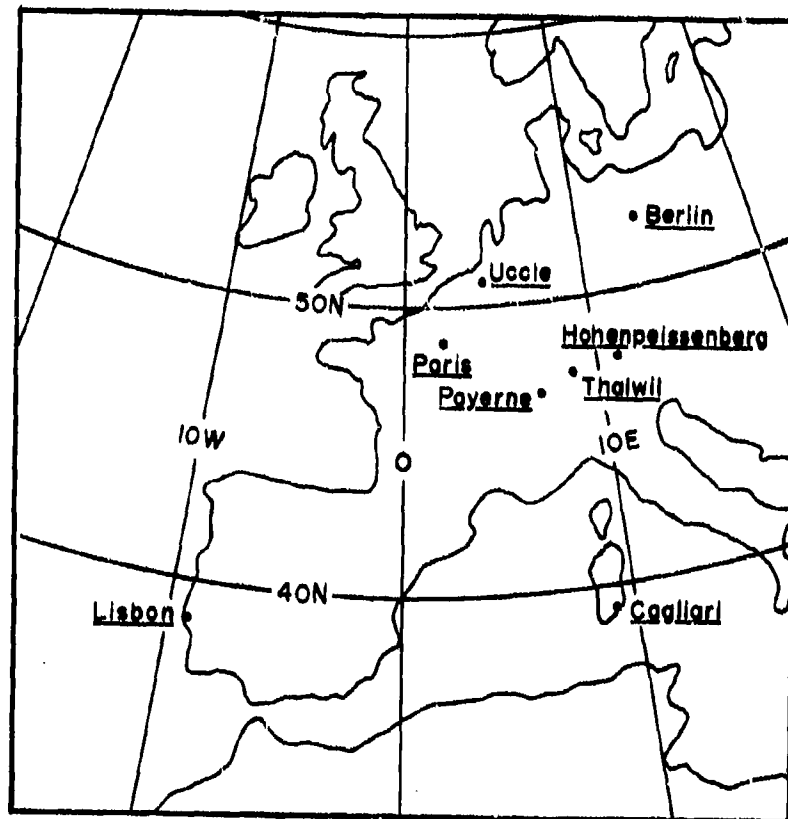 Berlin
Uccle
50N
Hohenpeissenberg
Paris
Thalwil
Payerne
10W
10E
0
40N
Lisbon
Cagliari